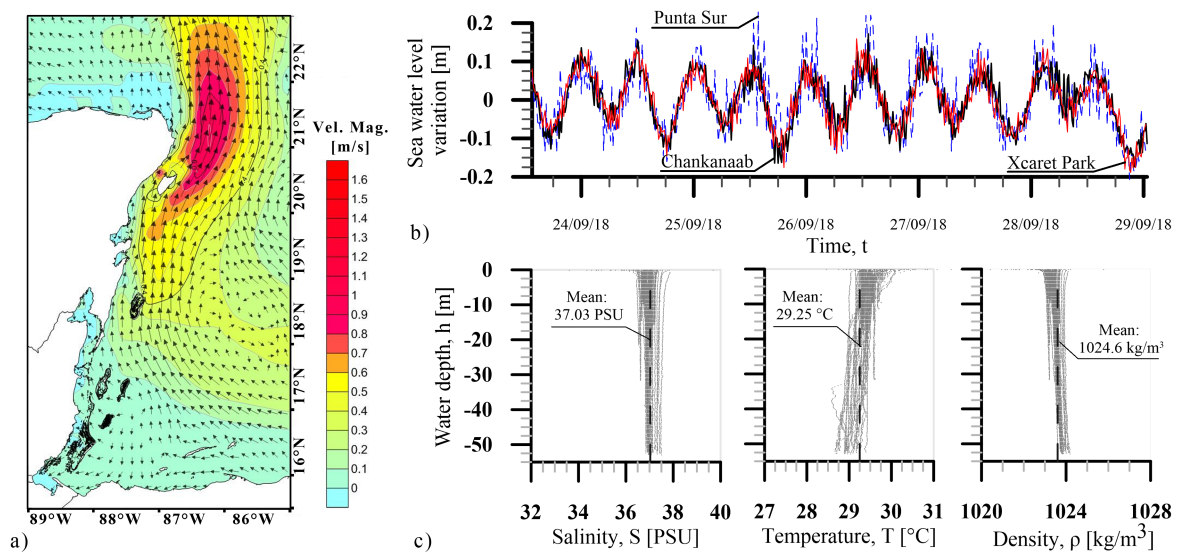 22°N
21°N
20°N
19°N
18°N
17°N
16°N
89°W 88°W 87°W 86°W
Vel. Mag.
[m/s]
1.6
1.5
1.4
1.3
1.2
1.1
1
0.9
0.8
0.7
0.6
0.5
0.4
0.3
0.2
0.1
0
a)
Sea water level
variation [m]
0.2
0.1
0
-0.1
-0.2
Punta Sur
Chankanaab
Xcaret Park
24/09/18 25/09/18 26/09/18 27/09/18 28/09/18 29/09/18
b)
Time, t
Water depth, h [m]
0
-10
-20
-30
-40
-50
Mean:
37.03 PSU
32 34 36 38 40
Salinity, S [PSU]
Mean:
29.25 °C
27 28 29 30 31
Temperature, T [°C]
Mean:
1024.6 kg/m³
1020 1024 1028
Density, ρ [kg/m³]
c)